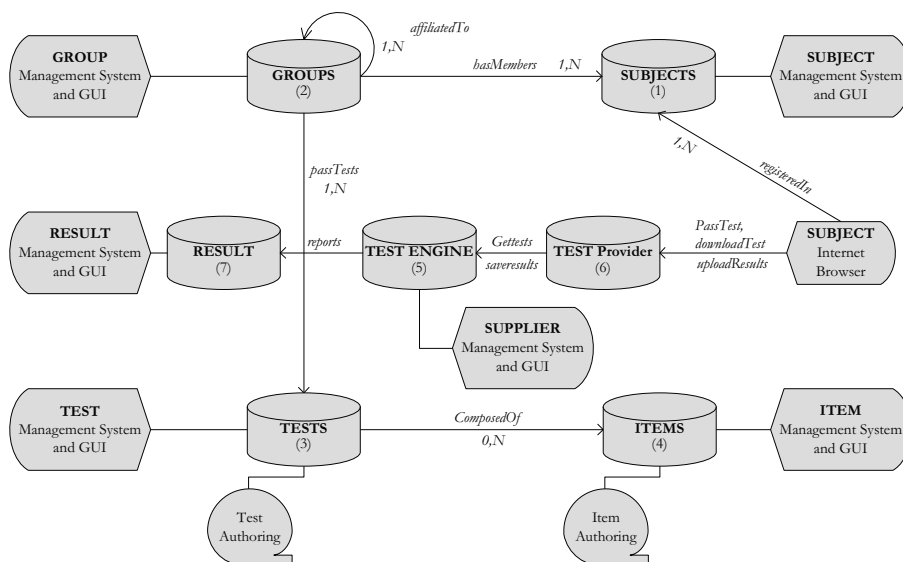 affiliatedTo
1,N
GROUP
Management System
and GUI
GROUPS
(2)
hasMembers 1,N
SUBJECTS
(1)
SUBJECT
Management System
and GUI
1,N
registeredIn
passTests
1,N
RESULT
Management System
and GUI
RESULT
(7)
reports
TEST ENGINE
(5)
Gettests
saveresults
TEST Provider
(6)
PassTest,
downloadTest
uploadResults
SUBJECT
Internet
Browser
SUPPLIER
Management System
and GUI
TEST
Management System
and GUI
TESTS
(3)
ComposedOf
0,N
ITEMS
(4)
ITEM
Management System
and GUI
Test
Authoring
Item
Authoring